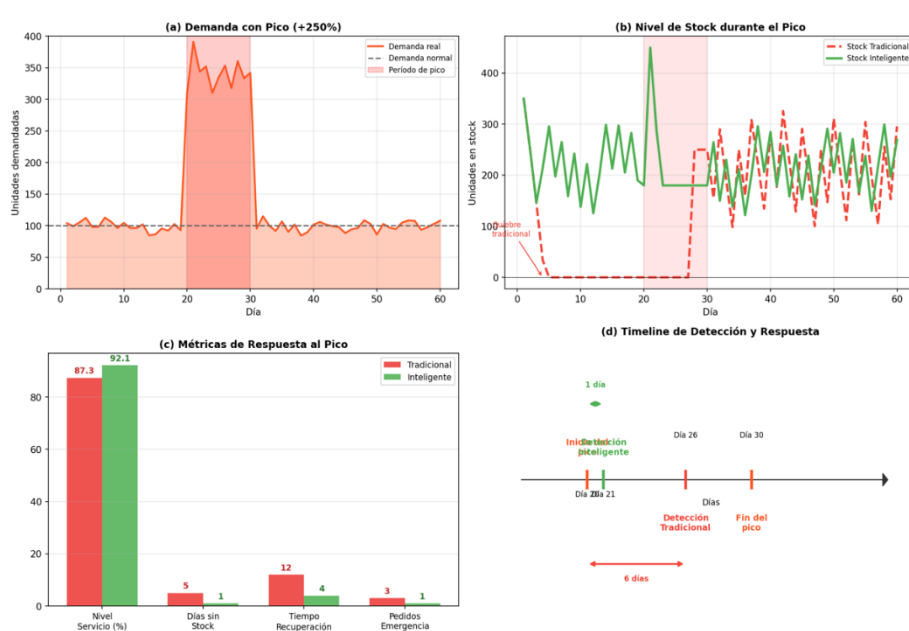 (a) Demanda con Pico (+250%)
400
350
300
250
200
150
100
50
0
Unidades demandadas
0
10
20
30
40
50
60
Día
Demanda real
Demanda normal
Período de pico
(b) Nivel de Stock durante el Pico
400
300
200
100
0
Unidades en stock
0
10
20
30
40
50
60
Día
Stock Tradicional
Stock Inteligente
tradicional
(c) Métricas de Respuesta al Pico
80
60
40
20
0
87.3
92.1
5
1
12
4
3
1
Nivel
Servicio (%)
Días sin
Stock
Tiempo
Recuperación
Pedidos
Emergencia
Tradicional
Inteligente
(d) Timeline de Detección y Respuesta
1 día
Día 26
Día 30
Inicio del
Detección
pico
Inteligente
Día 21
Días
Detección
Tradicional
Fin del
pico
6 días